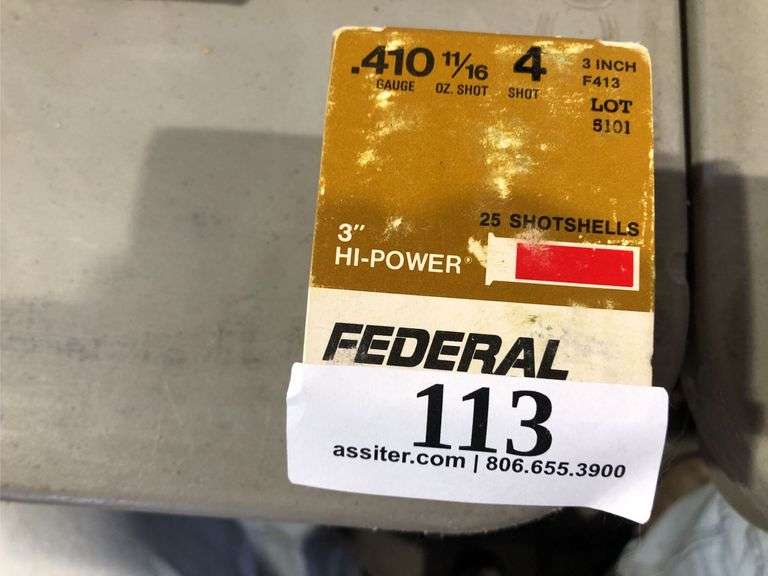 .410 11/16 4 3 INCH
GAUGE OZ. SHOT SHOT F413
LOT
5101
25 SHOTSHELLS
3"
HI-POWER®
FEDERAL
113
assiter.com | 806.655.3900